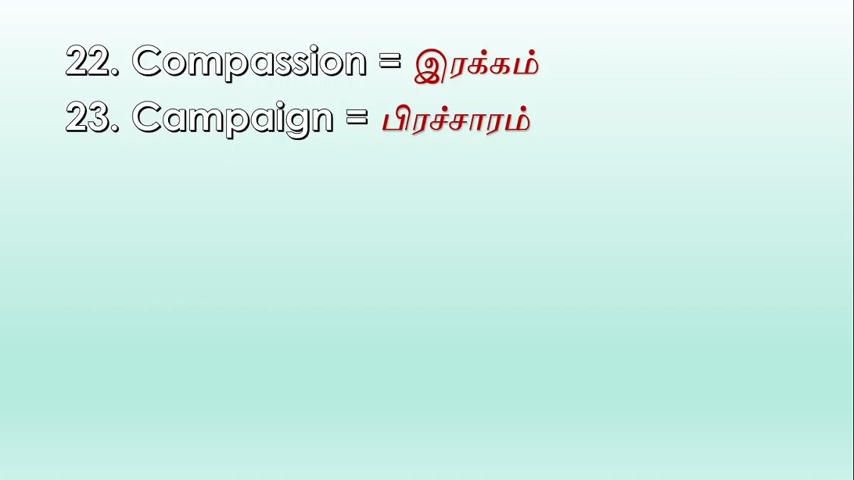 22. Compassion = இரக்கம்
23. Campaign = பிரச்சாரம்